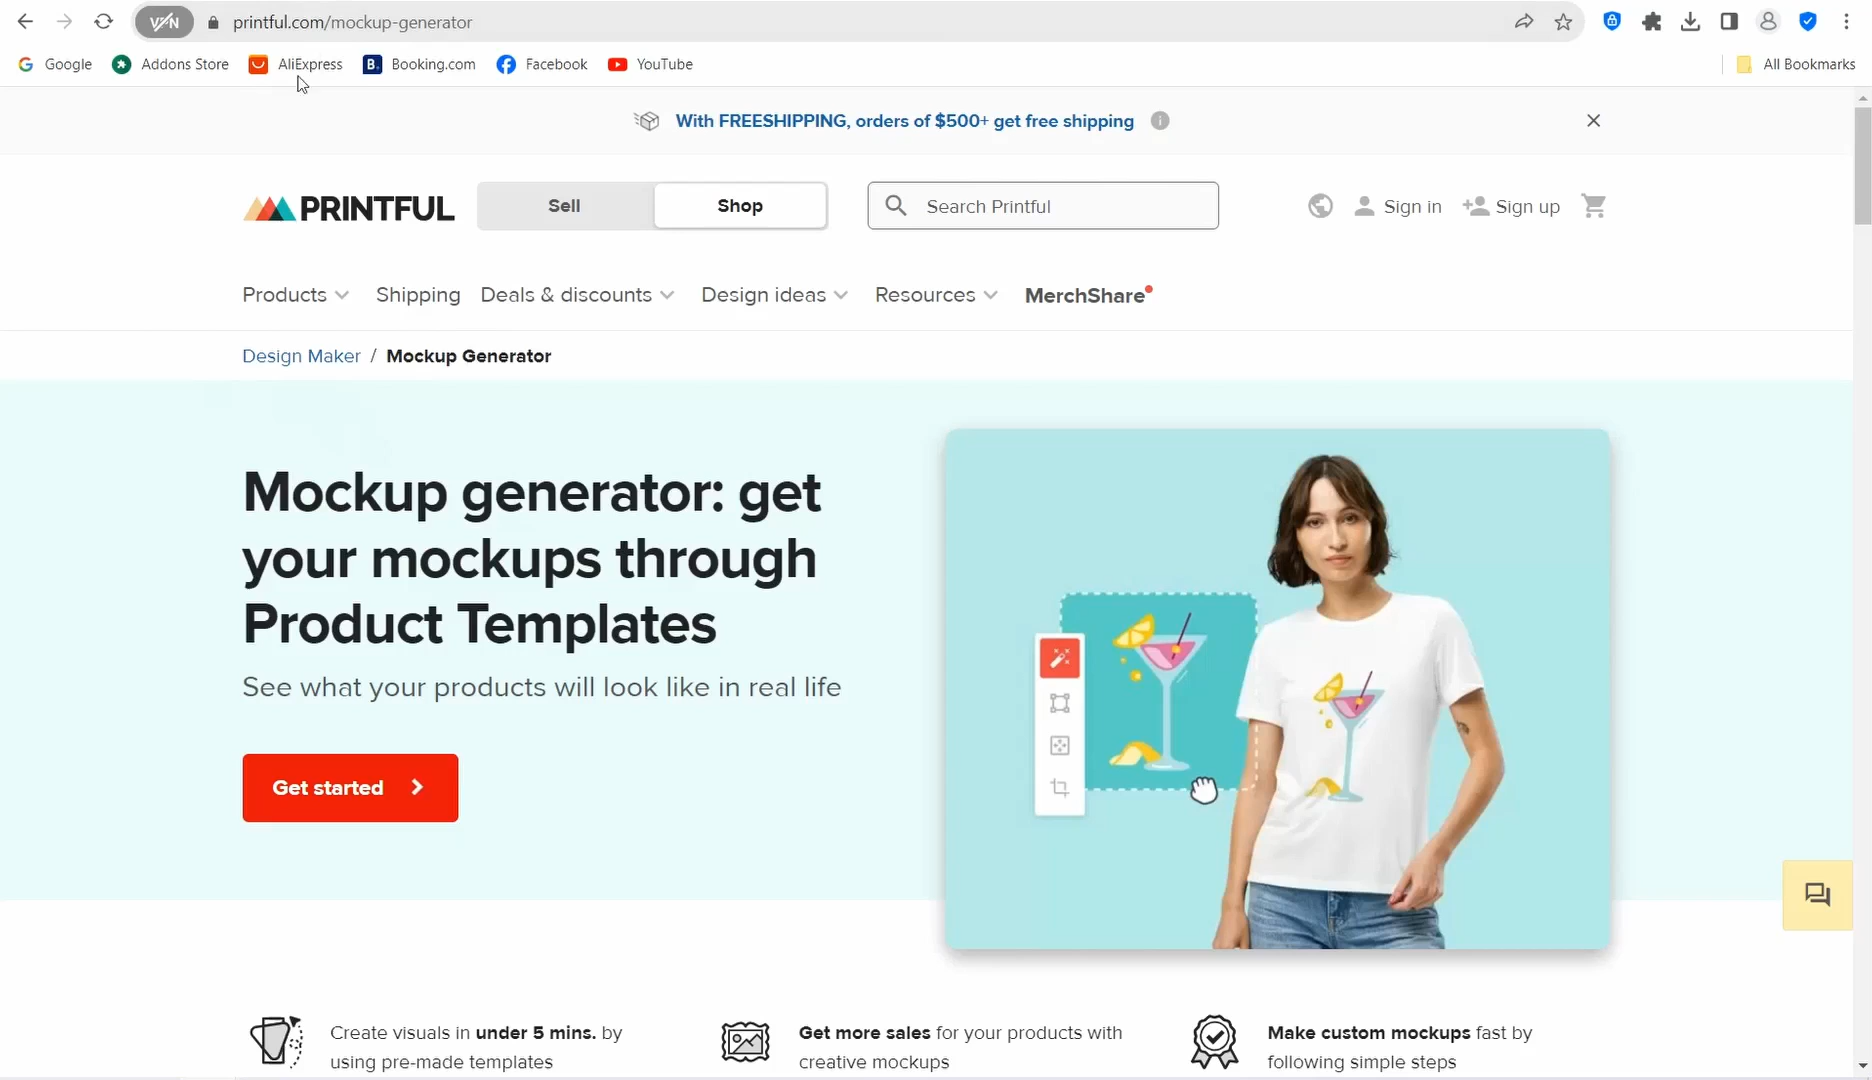 VPN printful.com/mockup-generator
Google Addons Store AliExpress B. Booking.com Facebook YouTube All Bookmarks
With FREESHIPPING, orders of $500+ get free shipping
PRINTFUL Sell Shop Search Printful Sign in Sign up
Products Shipping Deals & discounts Design ideas Resources MerchShare
Design Maker / Mockup Generator
Mockup generator: get
your mockups through
Product Templates
See what your products will look like in real life
Get started
Create visuals in under 5 mins. by
using pre-made templates
Get more sales for your products with
creative mockups
Make custom mockups fast by
following simple steps